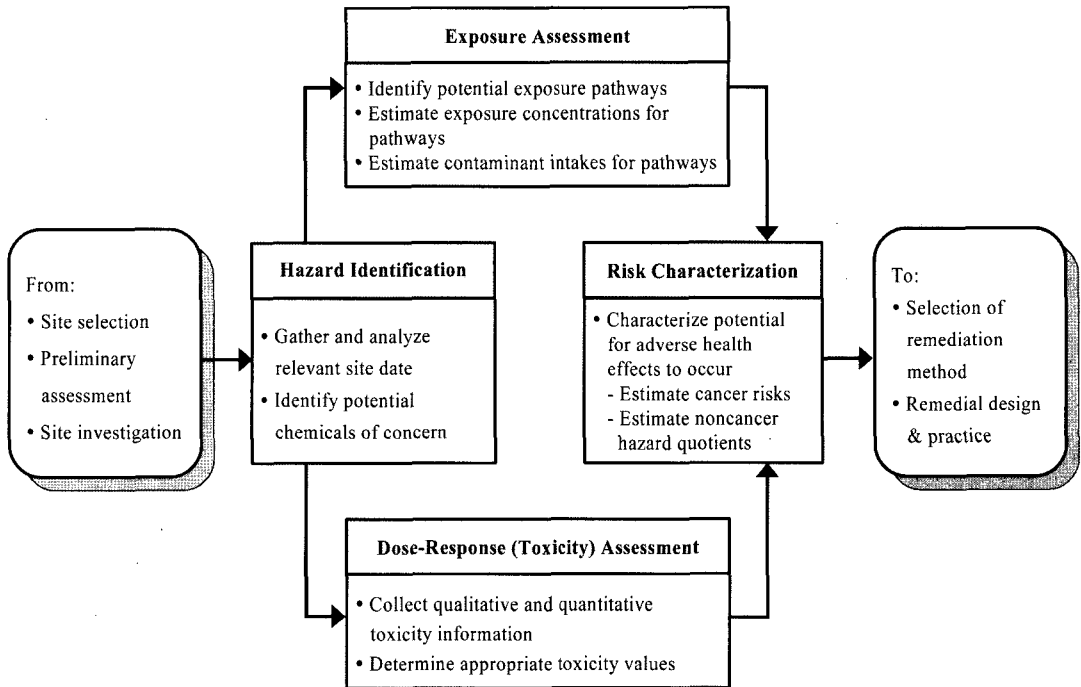 Exposure Assessment
• Identify potential exposure pathways
• Estimate exposure concentrations for
pathways
• Estimate contaminant intakes for pathways
From:
• Site selection
• Preliminary
assessment
• Site investigation
Hazard Identification
• Gather and analyze
relevant site date
• Identify potential
chemicals of concern
Risk Characterization
• Characterize potential
for adverse health
effects to occur
- Estimate cancer risks
- Estimate noncancer
hazard quotients
To:
• Selection of
remediation
method
• Remedial design
& practice
Dose-Response (Toxicity) Assessment
• Collect qualitative and quantitative
toxicity information
• Determine appropriate toxicity values